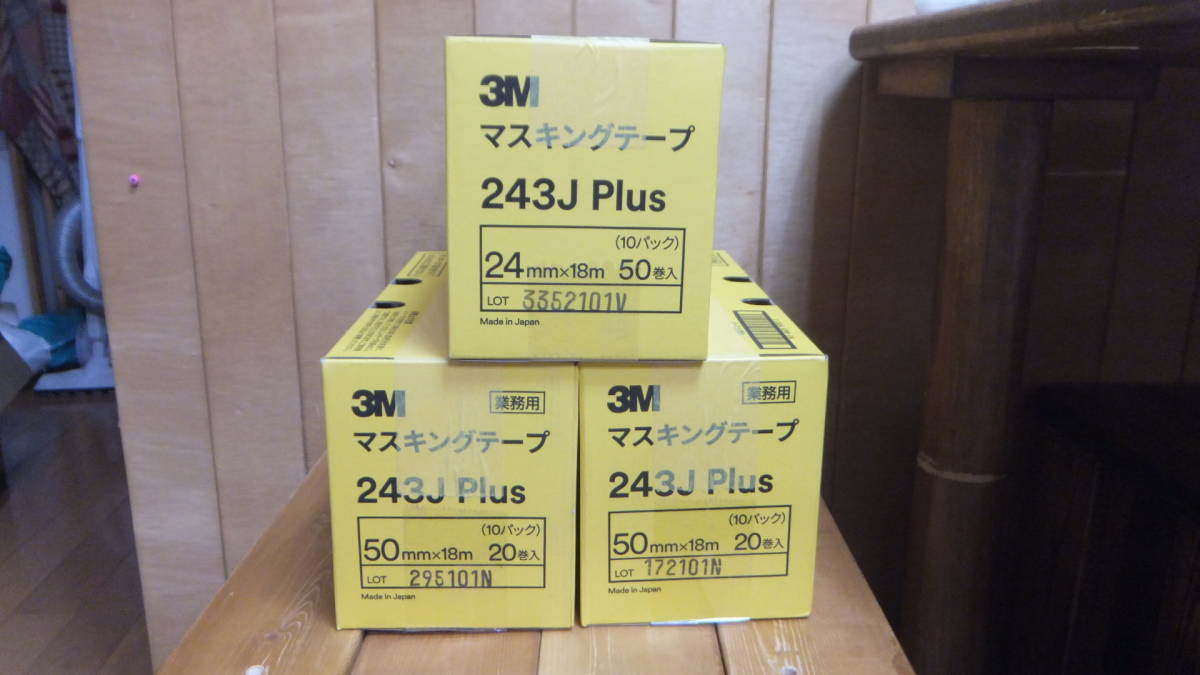 3M
マスキングテープ
243J Plus
(10パック)
24mm×18m 50巻入
LOT 3352101V
Made in Japan
3M 業務用
マスキングテープ
243J Plus
(10パック)
50mm×18m 20巻入
LOT 295101N
Made in Japan
3M 業務用
マスキングテープ
243J Plus
(10パック)
50mm×18m 20巻入
LOT 172101N
Made in Japan